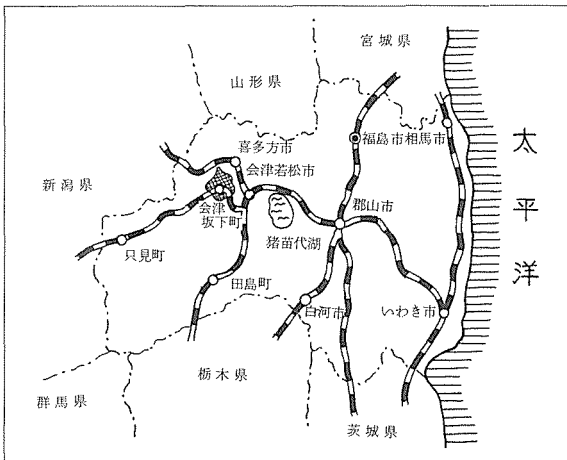 宮城県
山形県
福島市
相馬市
喜多方市
会津若松市
新潟県
会津
坂下町
郡山市
猪苗代湖
只見町
田島町
白河市
いわき市
栃木県
群馬県
茨城県
太平洋